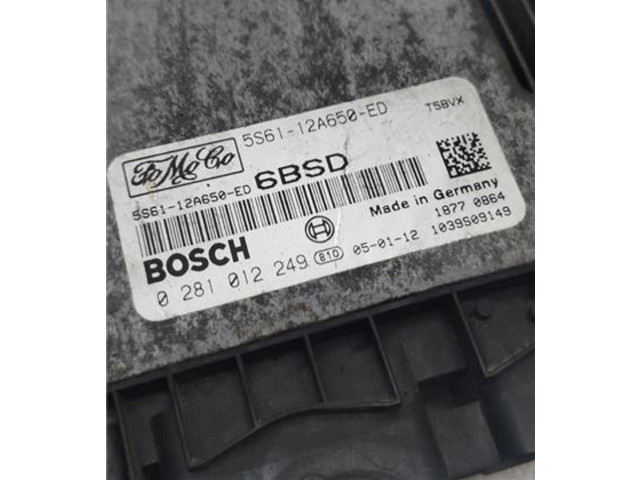 FoMoCo
5S61-12A650-ED
T5BVX
5S61-12A650-ED 6BSD
Made in Germany
BOSCH
1877 0864
0 281 012 249 810 05-01-12 1039S09149